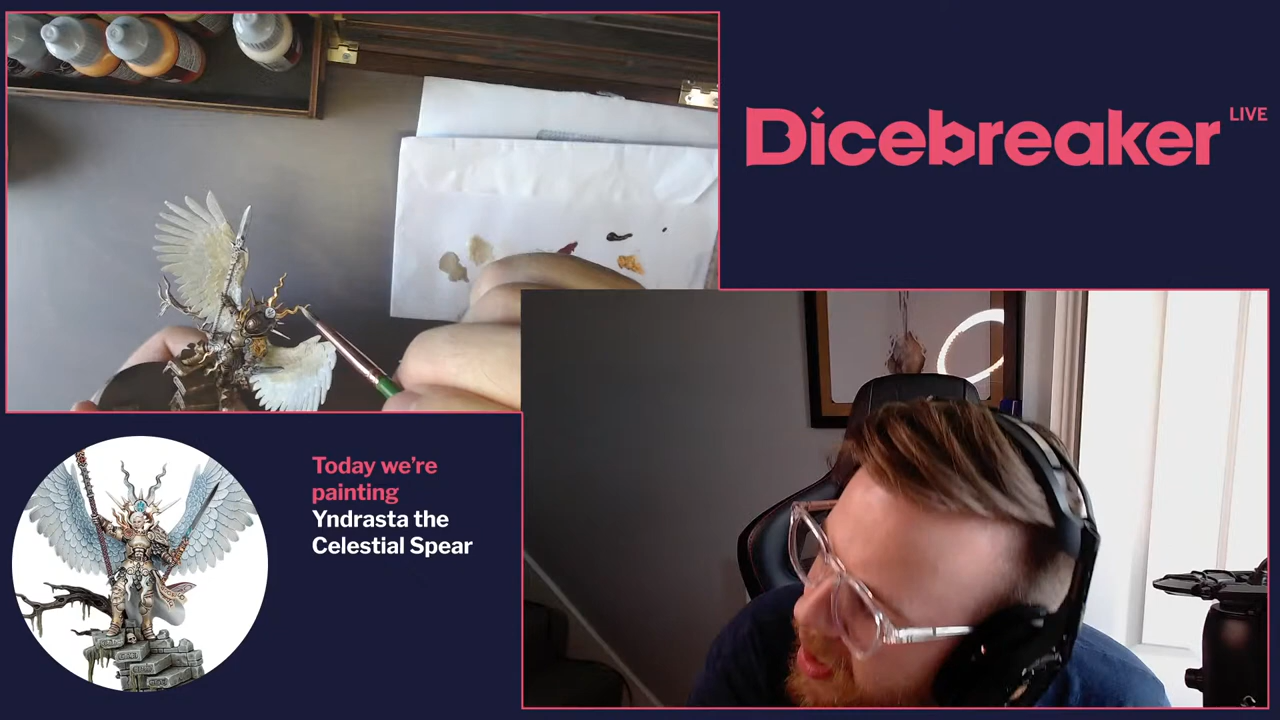 Dicebreaker LIVE
Today we're
painting
Yndrasta the
Celestial Spear